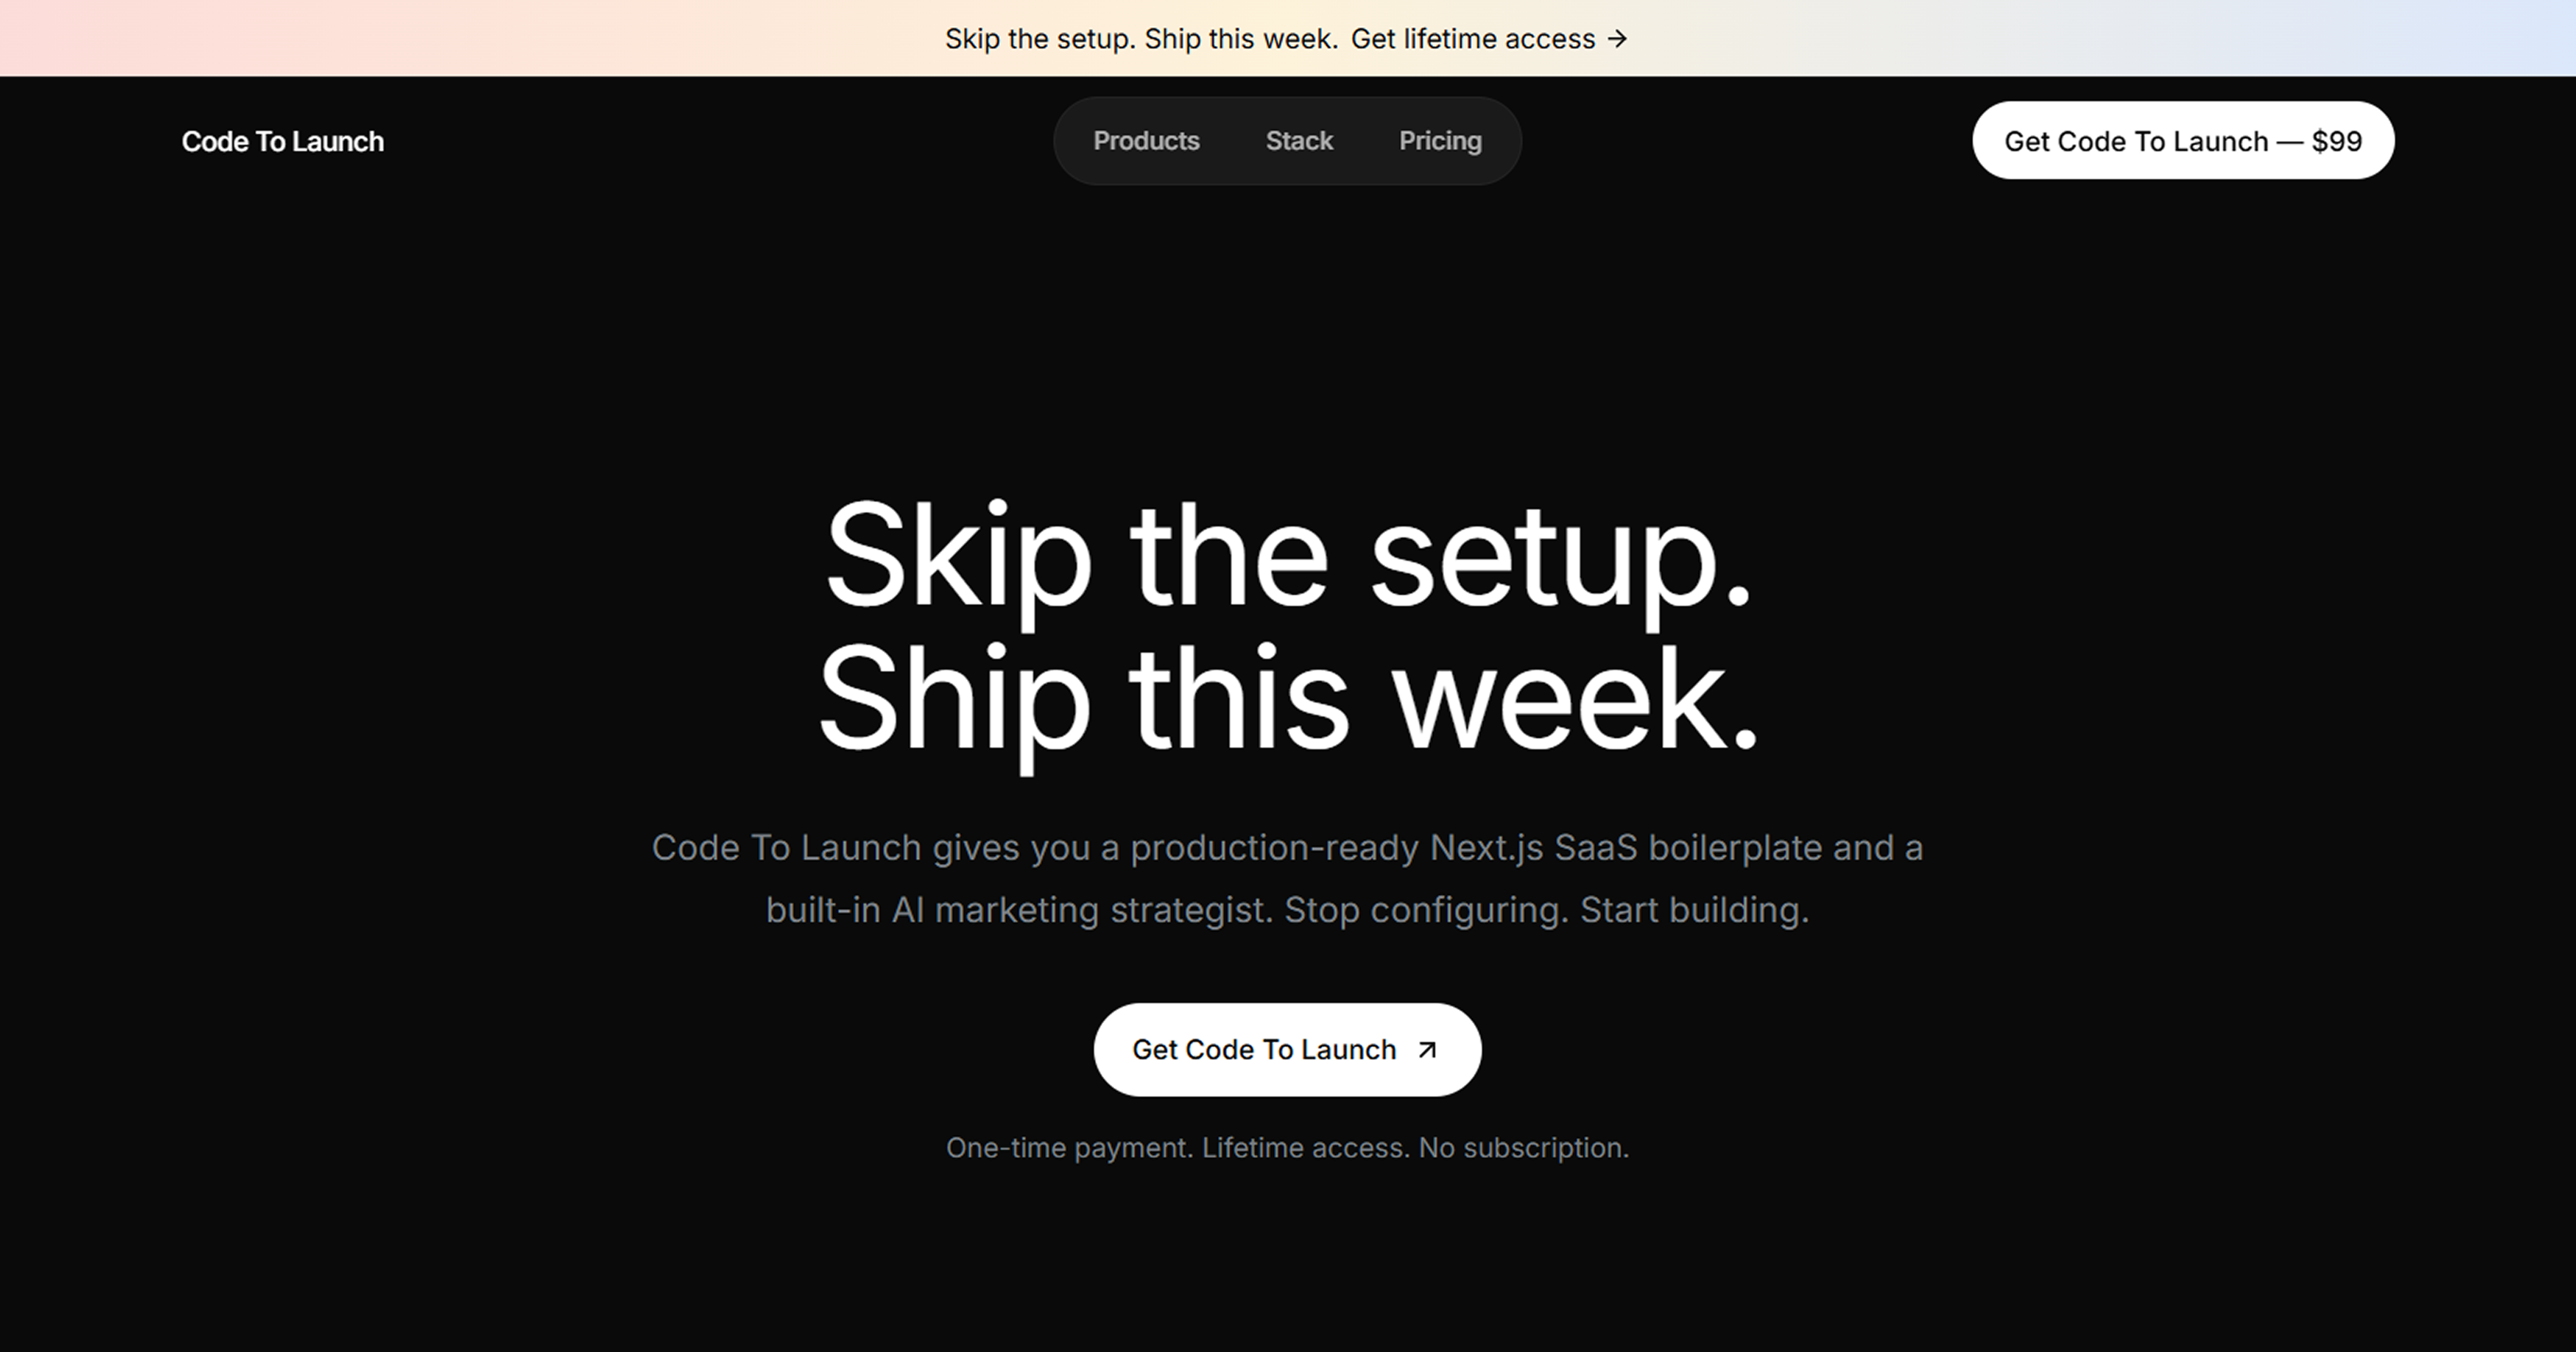 Skip the setup. Ship this week. Get lifetime access →
Code To Launch
Products Stack Pricing
Get Code To Launch — $99
Skip the setup.
Ship this week.
Code To Launch gives you a production-ready Next.js SaaS boilerplate and a
built-in AI marketing strategist. Stop configuring. Start building.
Get Code To Launch ↗
One-time payment. Lifetime access. No subscription.